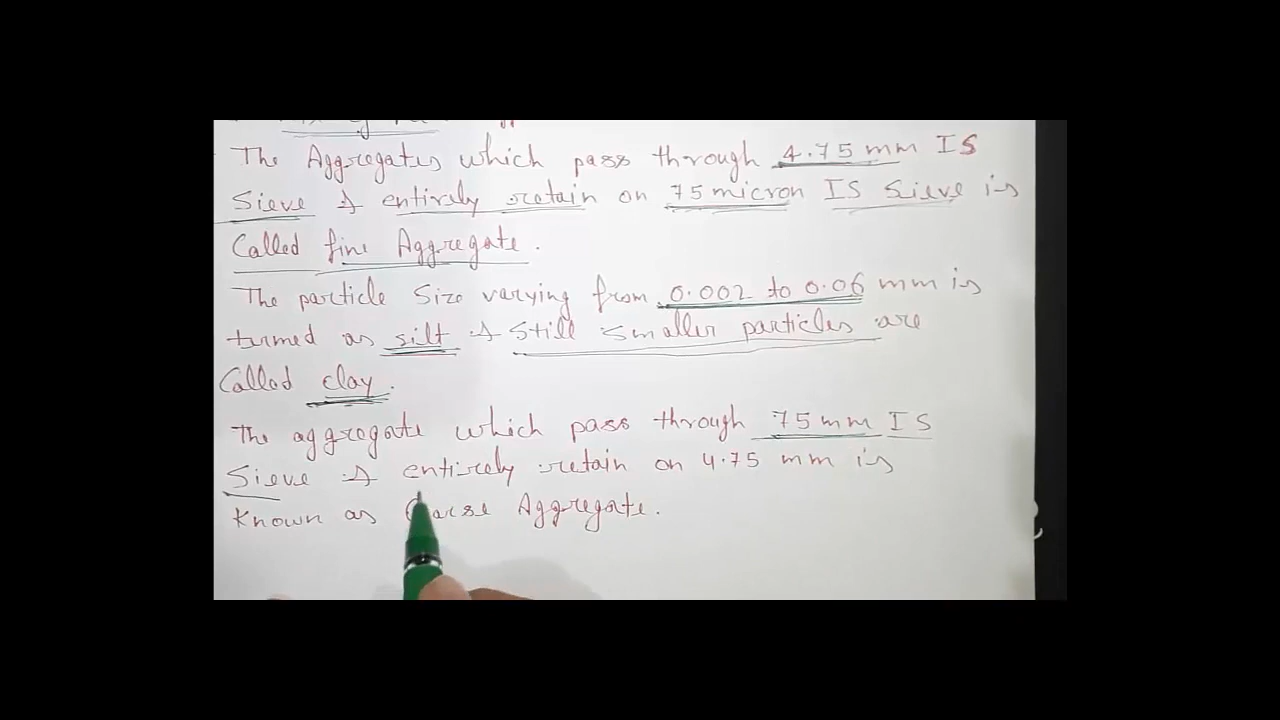 The Aggregates which pass through 4.75 mm IS
Sieve & entirely retain on 75 micron IS Sieve is
Called fine Aggregate.
The particle Size varying from 0.002 to 0.06 mm is
termed as silt & Still Smaller particles are
Called clay.
The aggregate which pass through 75 mm IS
Sieve & entirely retain on 4.75 mm is
Known as Aggregate.